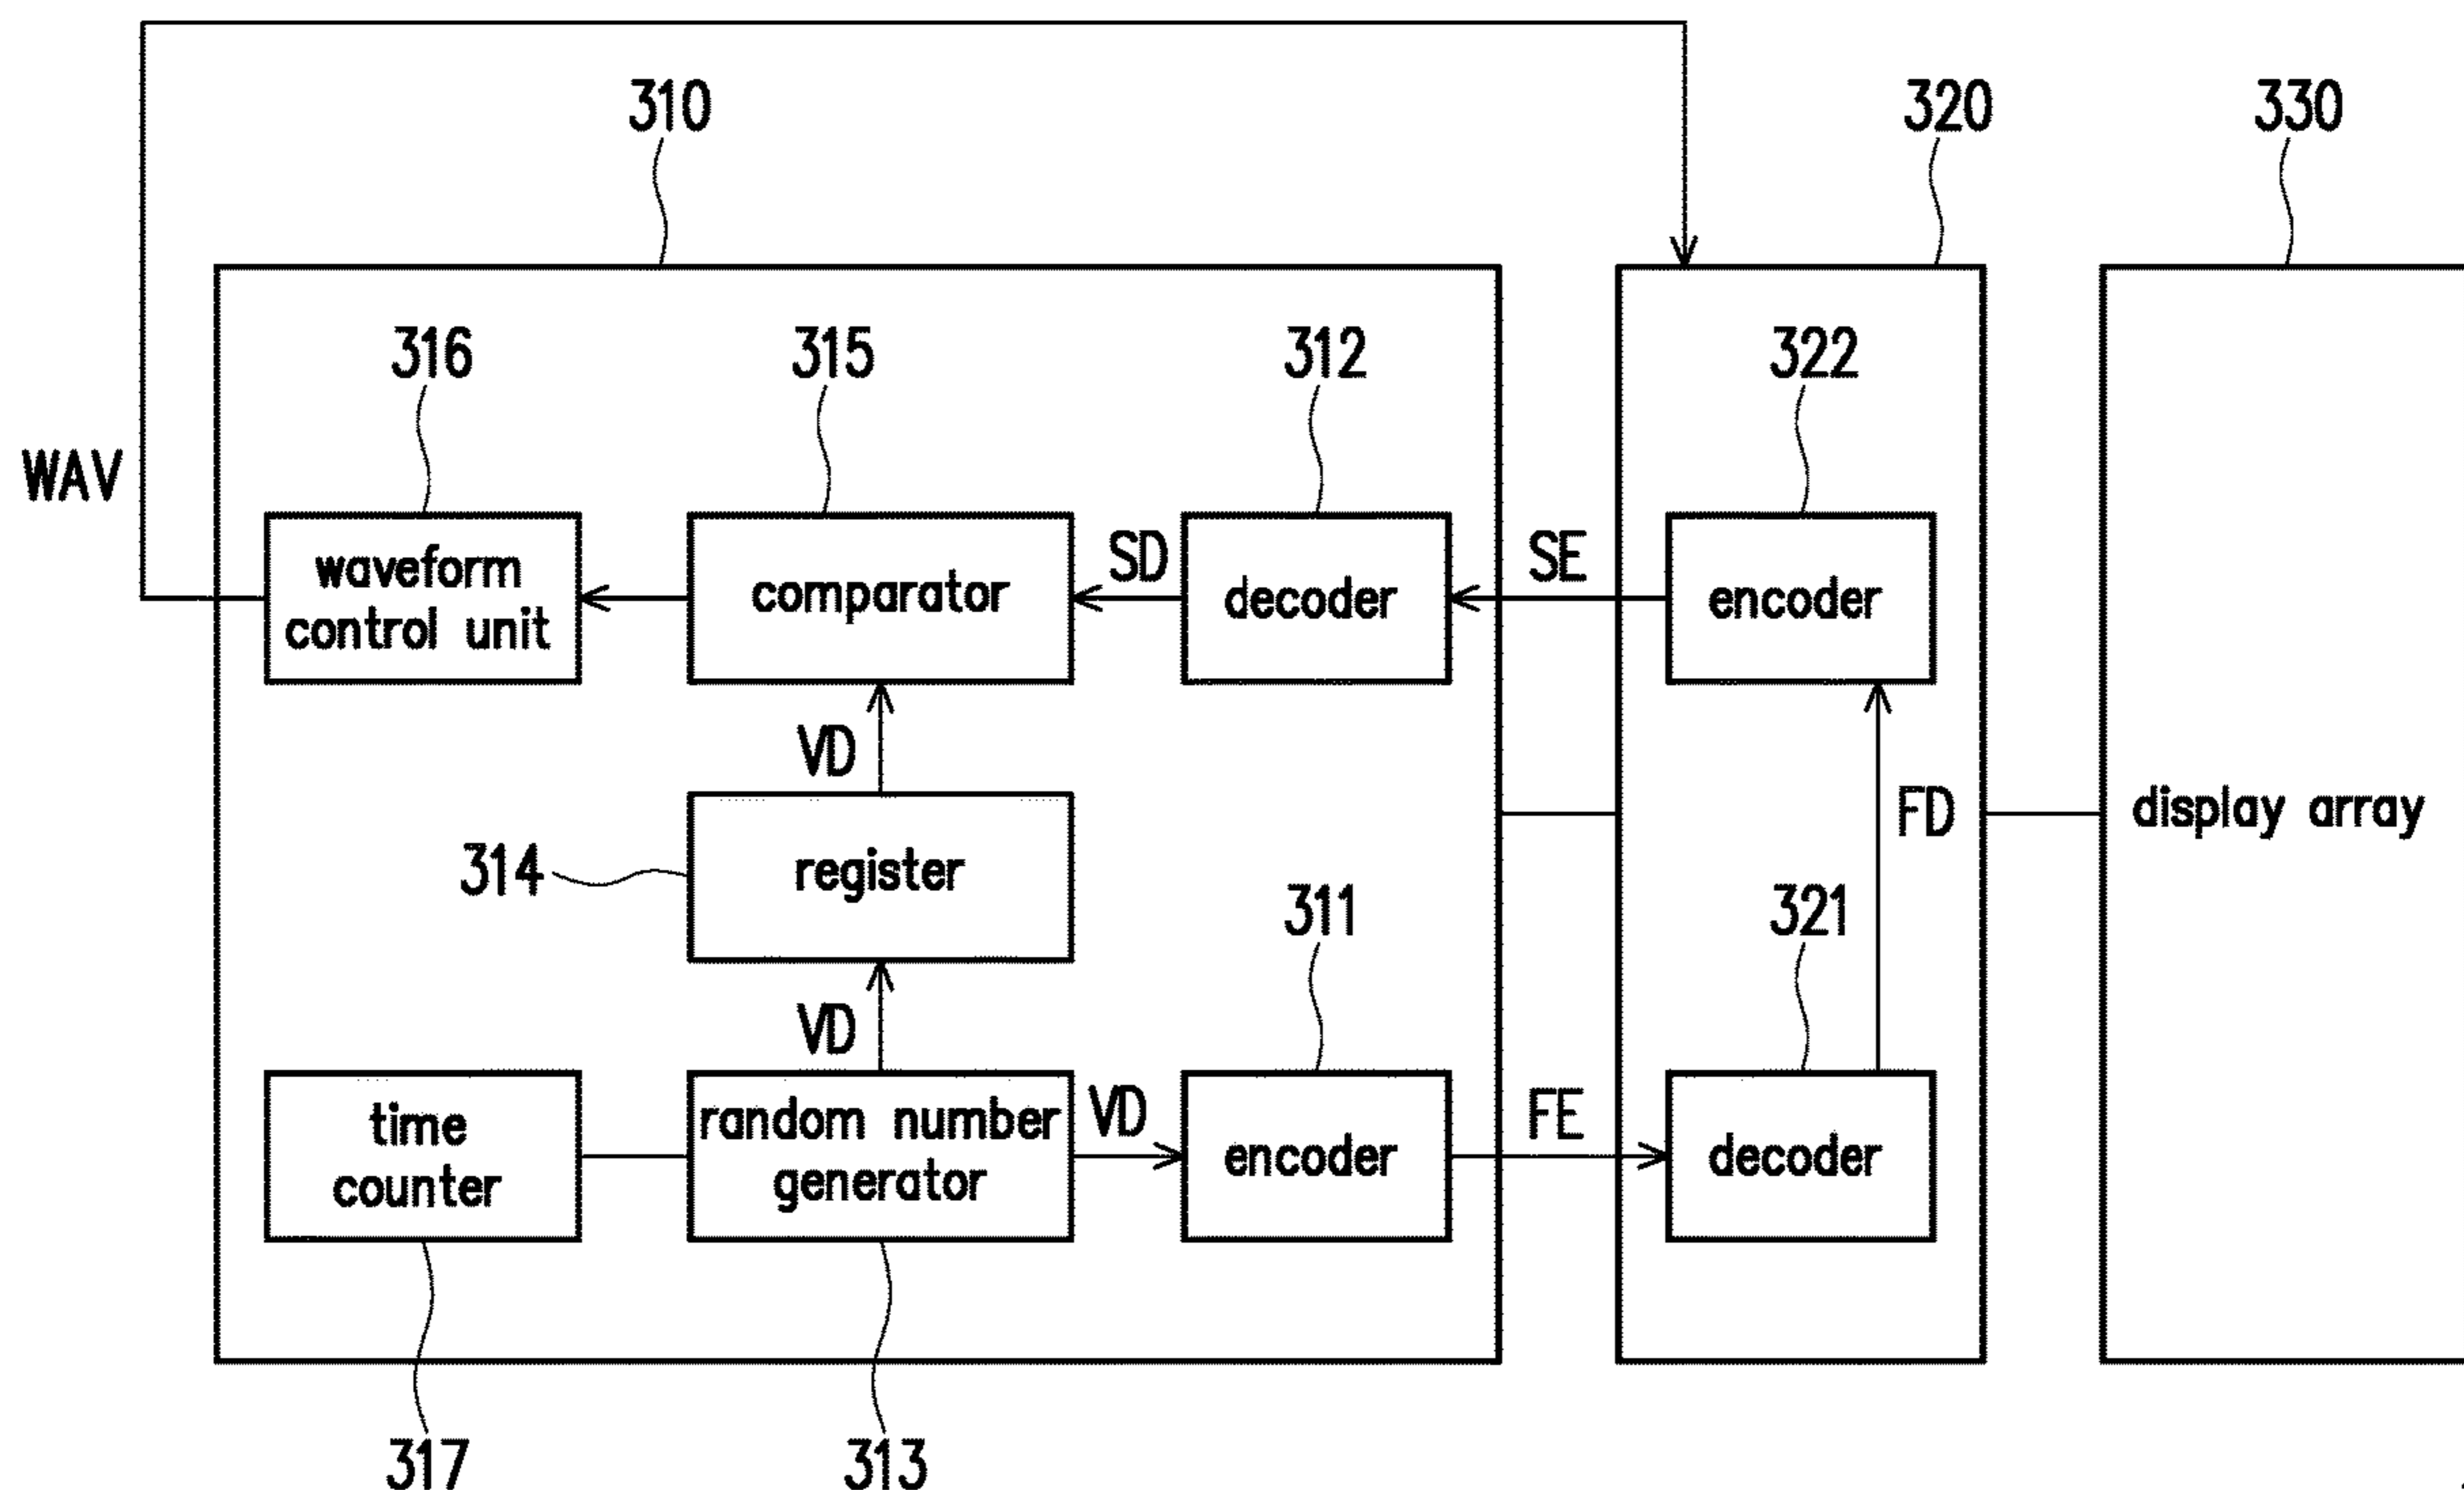 310
320
330
316
315
312
322
WAV
waveform
control unit
comparator
SD
decoder
SE
encoder
VD
register
314
FD
display array
311
321
VD
time
counter
random number
generator
VD
encoder
FE
decoder
317
313